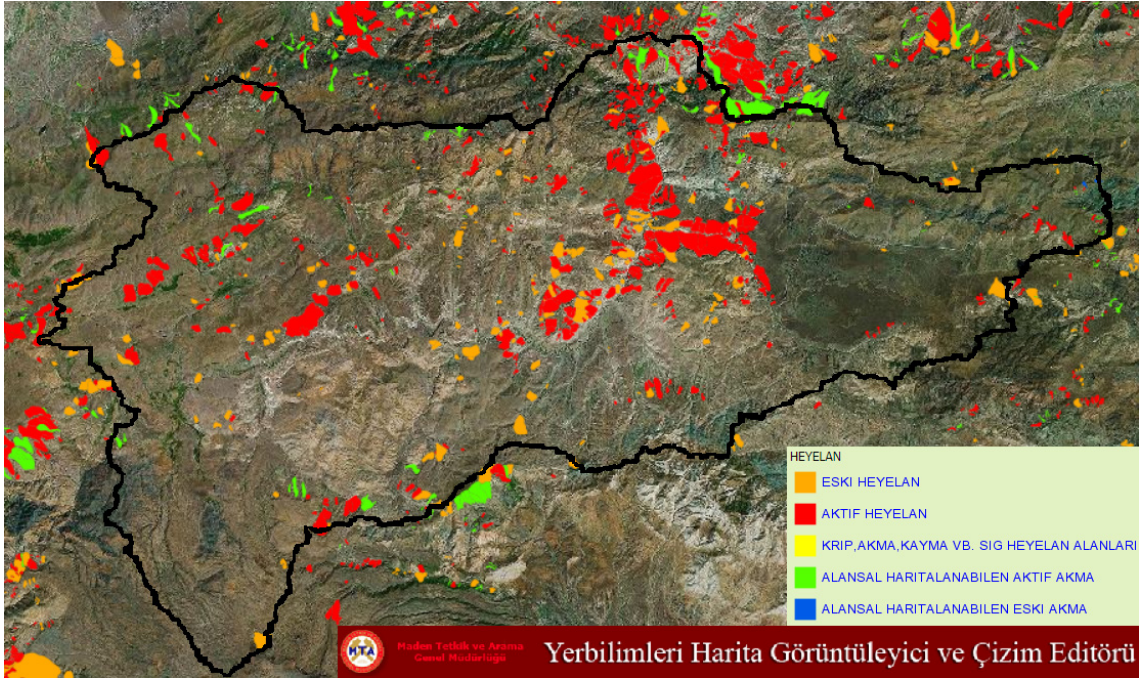 HEYELAN
ESKI HEYELAN
AKTIF HEYELAN
KRIP,AKMA,KAYMA VB. SIG HEYELAN ALANLARI
ALANSAL HARITALANABILEN AKTIF AKMA
ALANSAL HARITALANABILEN ESKI AKMA
MTA
Maden Tetkik ve Arama
Genel Müdürlüğü
Yerbilimleri Harita Görüntüleyici ve Çizim Editörü